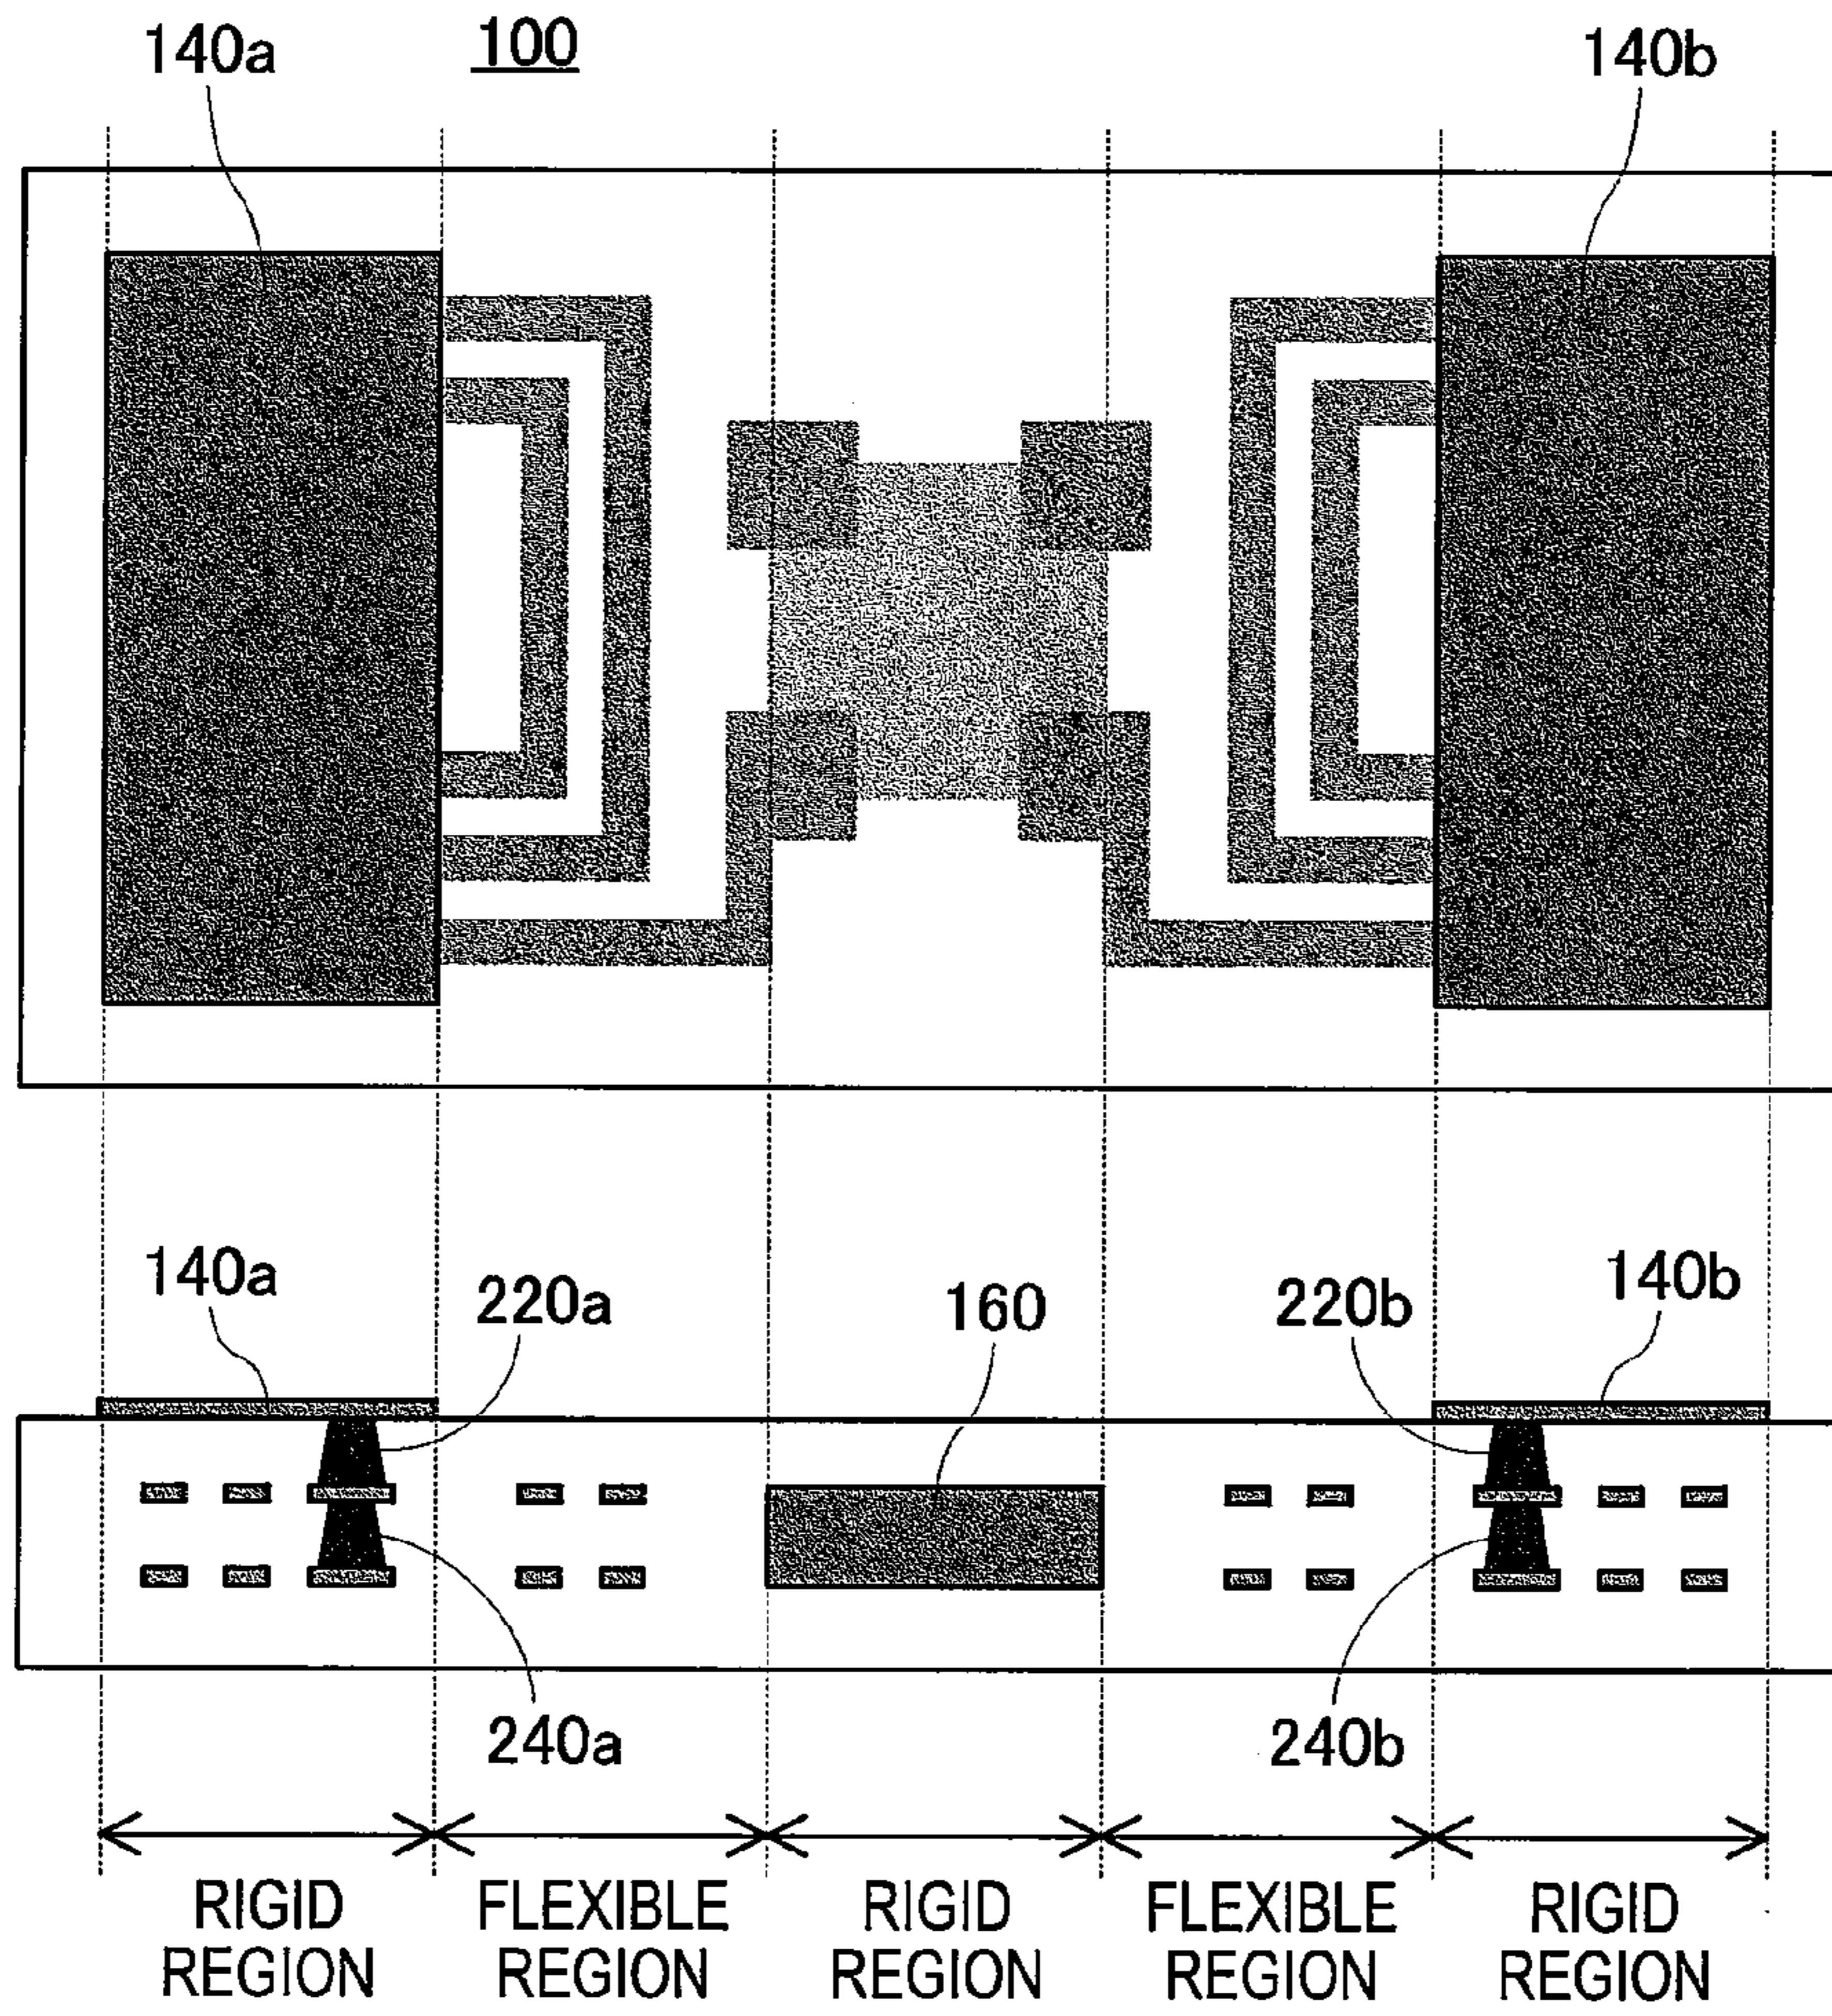 140a
100
140b
140a
220a
160
220b
140b
240a
240b
RIGID
REGION
FLEXIBLE
REGION
RIGID
REGION
FLEXIBLE
REGION
RIGID
REGION